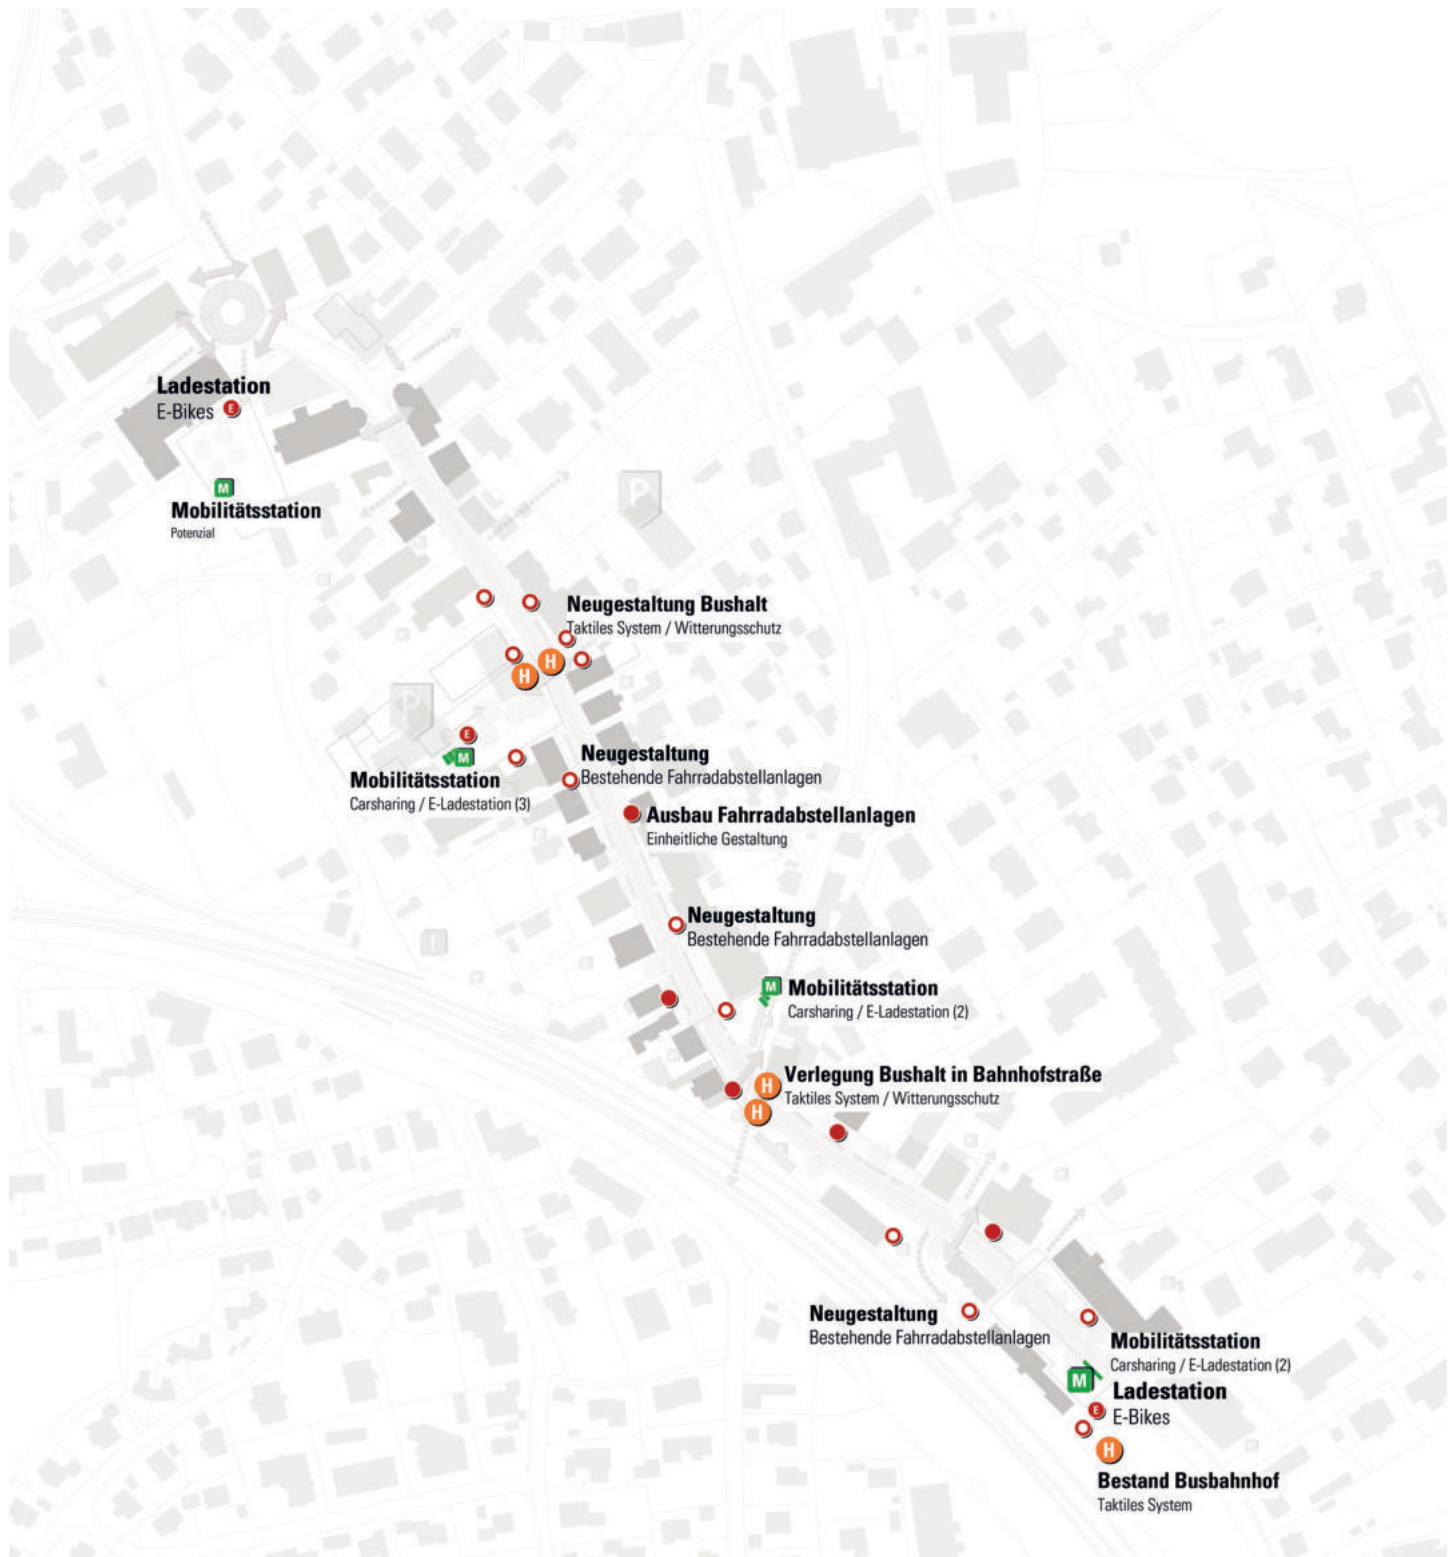 Ladestation
E-Bikes E
M
Mobilitätsstation
Potenzial
P
Neugestaltung Bushalt
Taktiles System / Witterungsschutz
H
H
P
E
M
Mobilitätsstation
Carsharing / E-Ladestation (3)
Neugestaltung
Bestehende Fahrradabstellanlagen
Ausbau Fahrradabstellanlagen
Einheitliche Gestaltung
Neugestaltung
Bestehende Fahrradabstellanlagen
M
Mobilitätsstation
Carsharing / E-Ladestation (2)
H
H
Verlegung Bushalt in Bahnhofstraße
Taktiles System / Witterungsschutz
Neugestaltung
Bestehende Fahrradabstellanlagen
Mobilitätsstation
Carsharing / E-Ladestation (2)
M
Ladestation
E
E-Bikes
H
Bestand Busbahnhof
Taktiles System